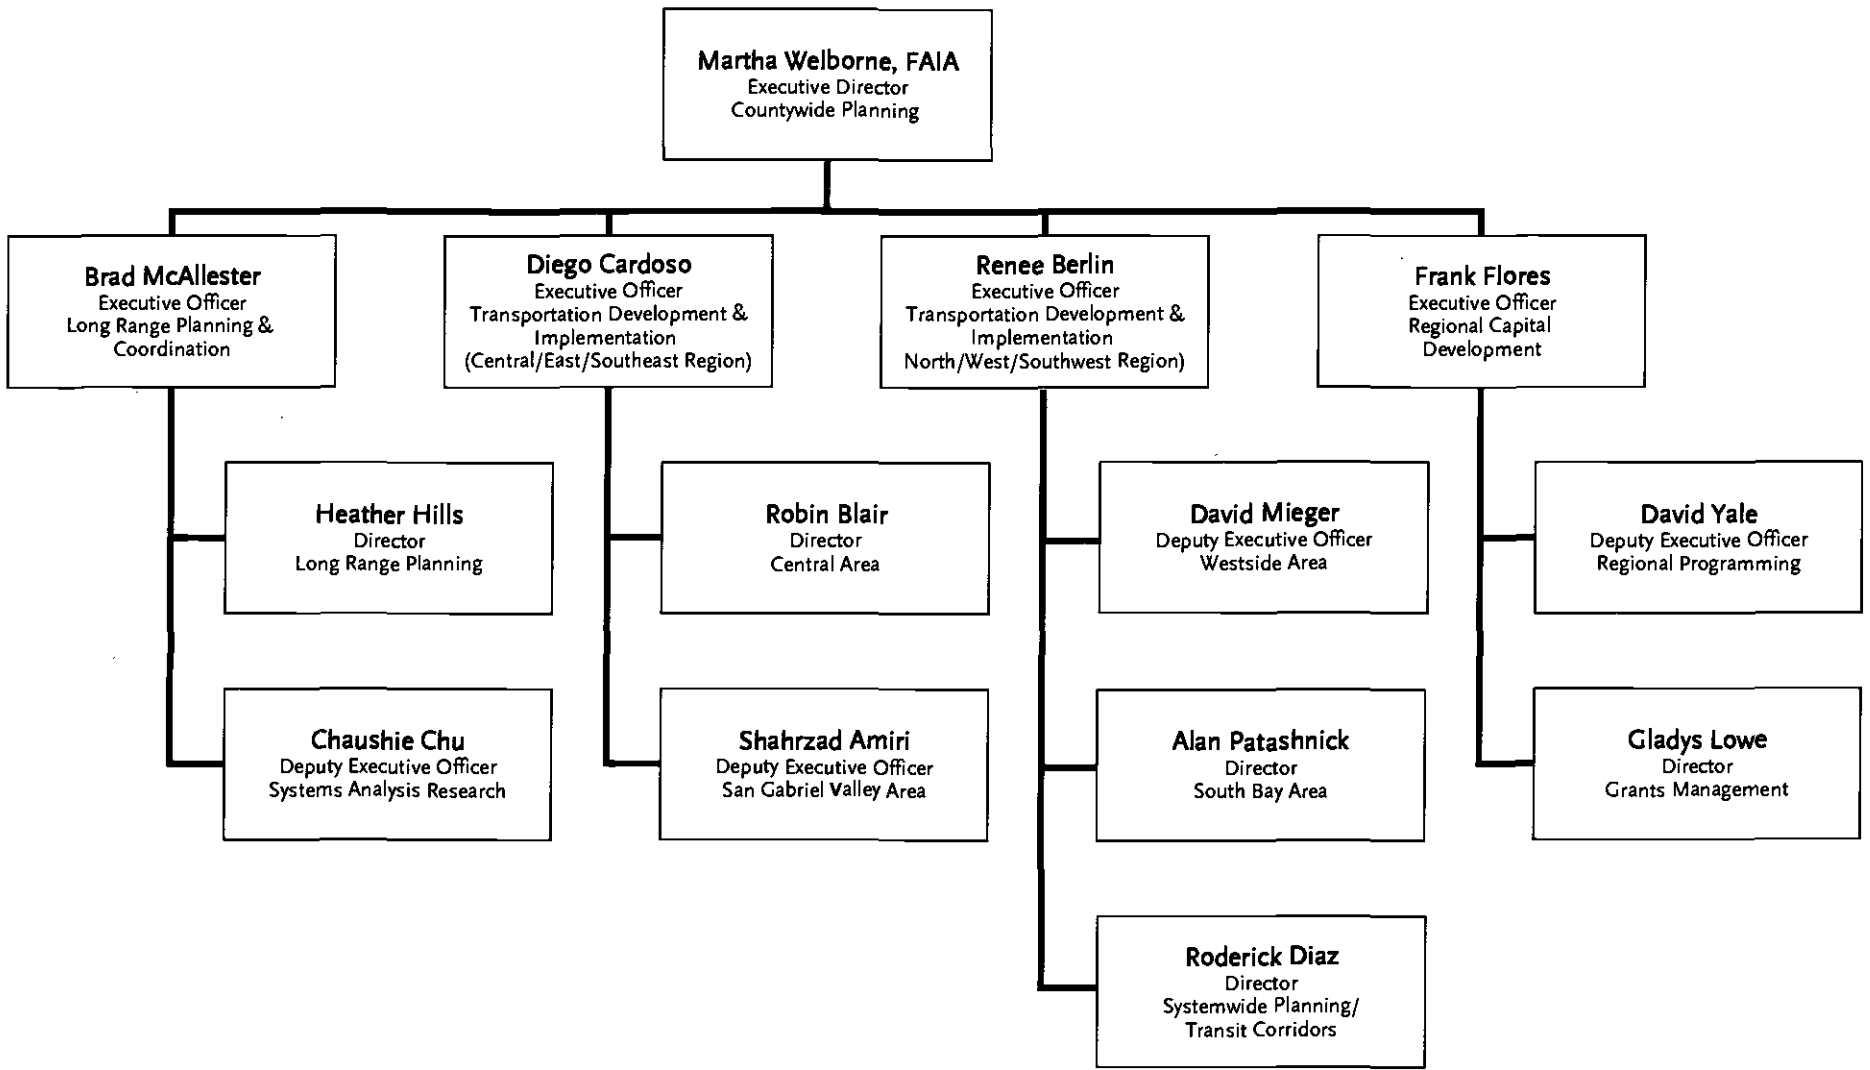 Martha Welborne, FAIA
Executive Director
Countywide Planning
Brad McAllester
Executive Officer
Long Range Planning &
Coordination
Diego Cardoso
Executive Officer
Transportation Development &
Implementation
(Central/East/Southeast Region)
Renee Berlin
Executive Officer
Transportation Development &
Implementation
North/West/Southwest Region)
Frank Flores
Executive Officer
Regional Capital
Development
Heather Hills
Director
Long Range Planning
Robin Blair
Director
Central Area
David Mieger
Deputy Executive Officer
Westside Area
David Yale
Deputy Executive Officer
Regional Programming
Chaushie Chu
Deputy Executive Officer
Systems Analysis Research
Shahrzad Amiri
Deputy Executive Officer
San Gabriel Valley Area
Alan Patashnick
Director
South Bay Area
Gladys Lowe
Director
Grants Management
Roderick Diaz
Director
Systemwide Planning/
Transit Corridors